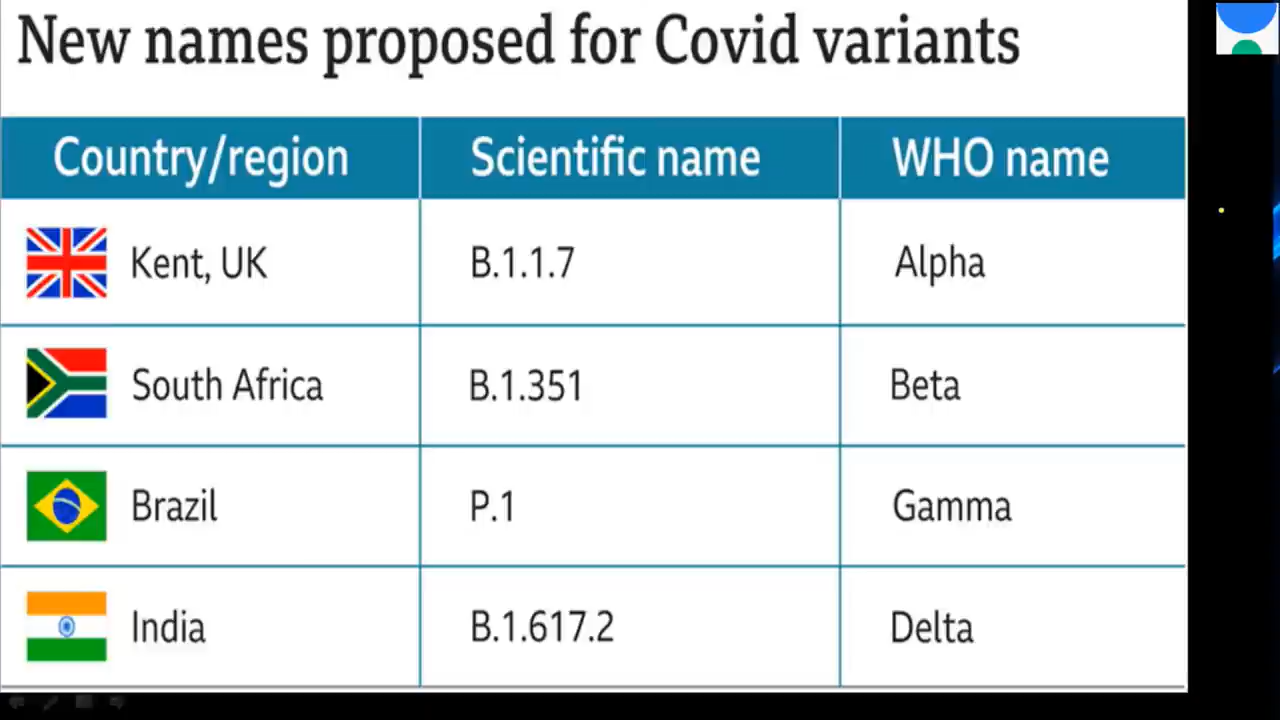 New names proposed for Covid variants
Country/region Scientific name WHO name
Kent, UK B.1.1.7 Alpha
South Africa B.1.351 Beta
Brazil P.1 Gamma
India B.1.617.2 Delta